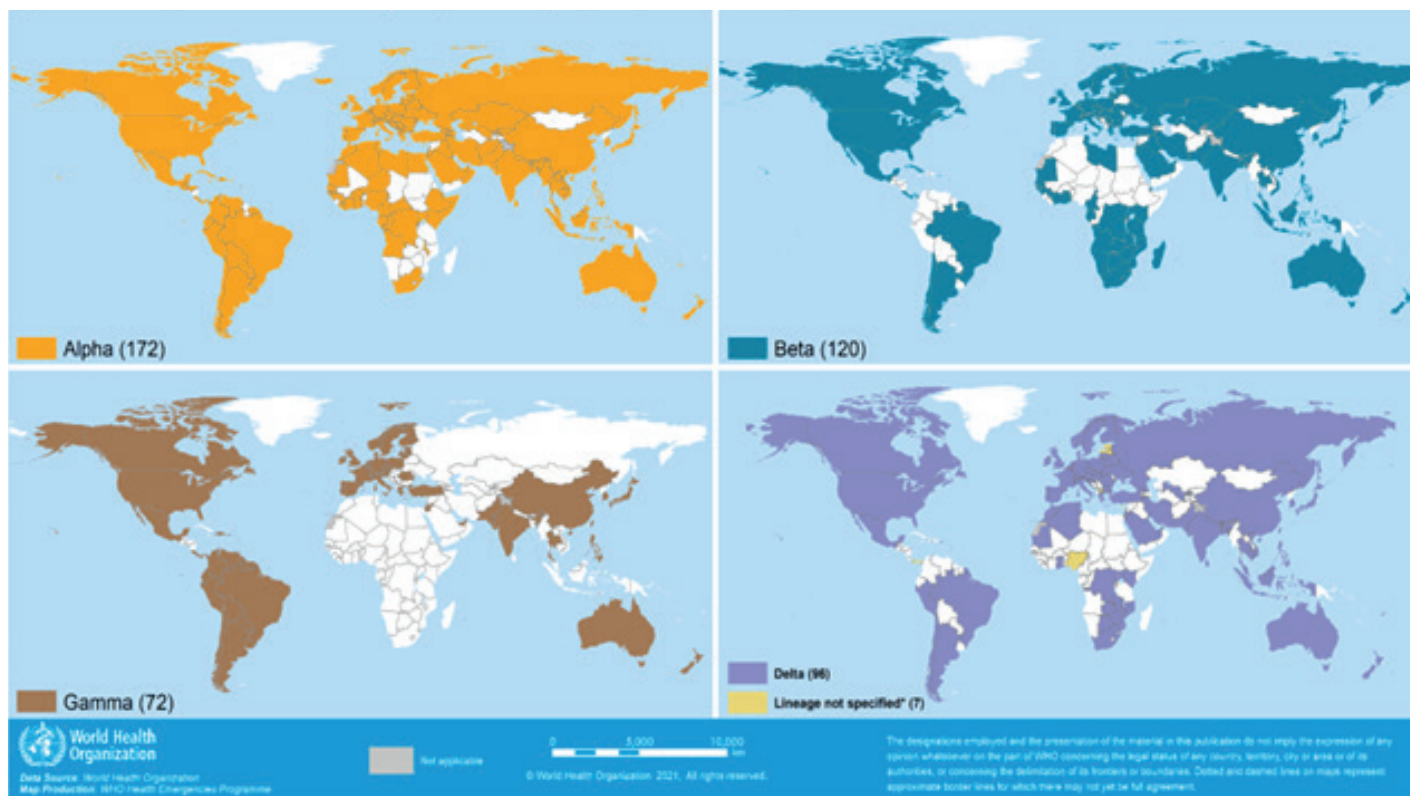 Alpha (172)
Beta (120)
Gamma (72)
Delta (96)
Lineage not specified* (7)
World Health
Organization
Data Source: World Health Organization
Map Production: WHO Health Emergencies Programme
Not applicable
0 5,000 10,000
km
© World Health Organization 2021, All rights reserved.
The designations employed and the presentation of the material in this publication do not imply the expression of any
opinion whatsoever on the part of WHO concerning the legal status of any country, territory, city or area or of its
authorities, or concerning the delimitation of its frontiers or boundaries. Dotted and dashed lines on maps represent
approximate border lines for which there may not yet be full agreement.